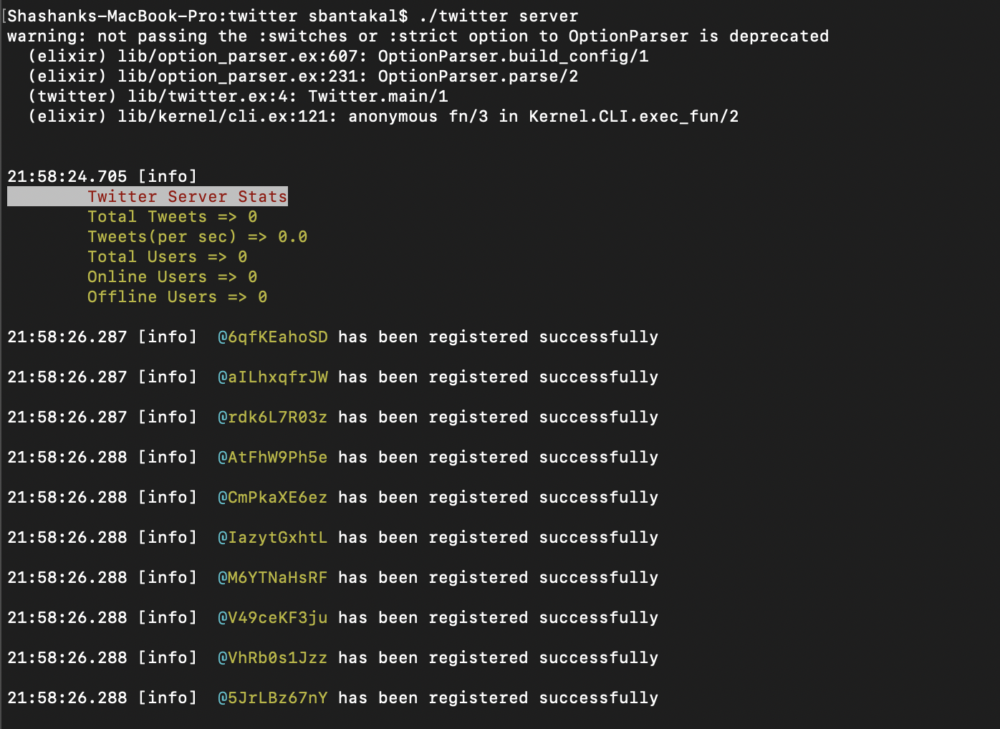 [Shashanks-MacBook-Pro:twitter sbantakal$ ./twitter server
warning: not passing the :switches or :strict option to OptionParser is deprecated
  (elixir) lib/option_parser.ex:607: OptionParser.build_config/1
  (elixir) lib/option_parser.ex:231: OptionParser.parse/2
  (twitter) lib/twitter.ex:4: Twitter.main/1
  (elixir) lib/kernel/cli.ex:121: anonymous fn/3 in Kernel.CLI.exec_fun/2
21:58:24.705 [info]
        Twitter Server Stats
        Total Tweets => 0
        Tweets(per sec) => 0.0
        Total Users => 0
        Online Users => 0
        Offline Users => 0
21:58:26.287 [info]  @6qfKEahoSD has been registered successfully
21:58:26.287 [info]  @aILhxqfrJW has been registered successfully
21:58:26.287 [info]  @rdk6L7R03z has been registered successfully
21:58:26.288 [info]  @AtFhW9Ph5e has been registered successfully
21:58:26.288 [info]  @CmPkaXE6ez has been registered successfully
21:58:26.288 [info]  @IazytGxhtL has been registered successfully
21:58:26.288 [info]  @M6YTNaHsRF has been registered successfully
21:58:26.288 [info]  @V49ceKF3ju has been registered successfully
21:58:26.288 [info]  @VhRb0s1Jzz has been registered successfully
21:58:26.288 [info]  @5JrLBz67nY has been registered successfully